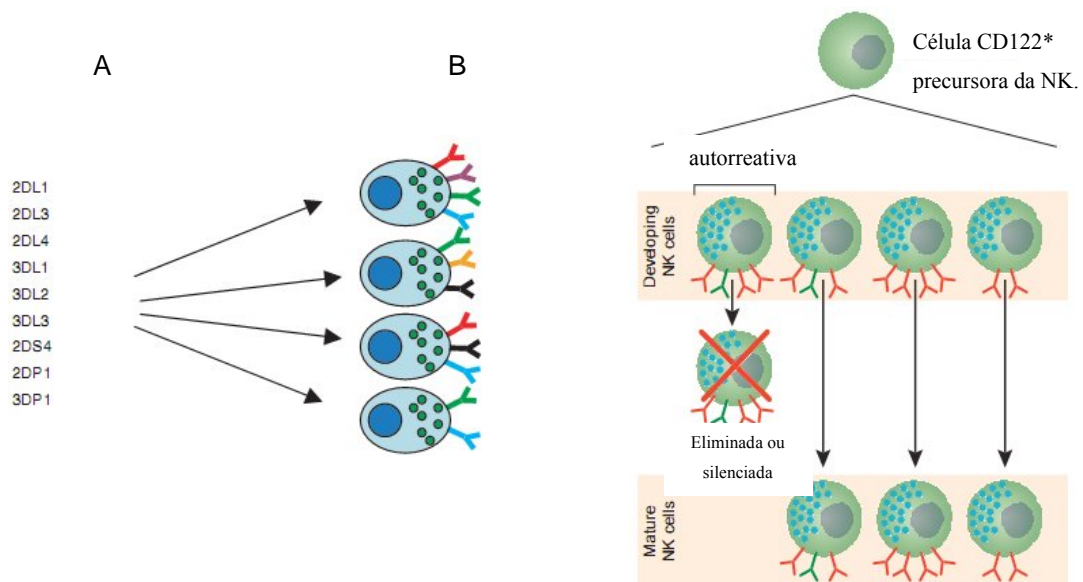 A
B
2DL1
2DL3
2DL4
3DL1
3DL2
3DL3
2DS4
2DP1
3DP1
Célula CD122*
precursora da NK.
autorreativa
Developing
NK cells
Eliminada ou
silenciada
Mature
NK cells